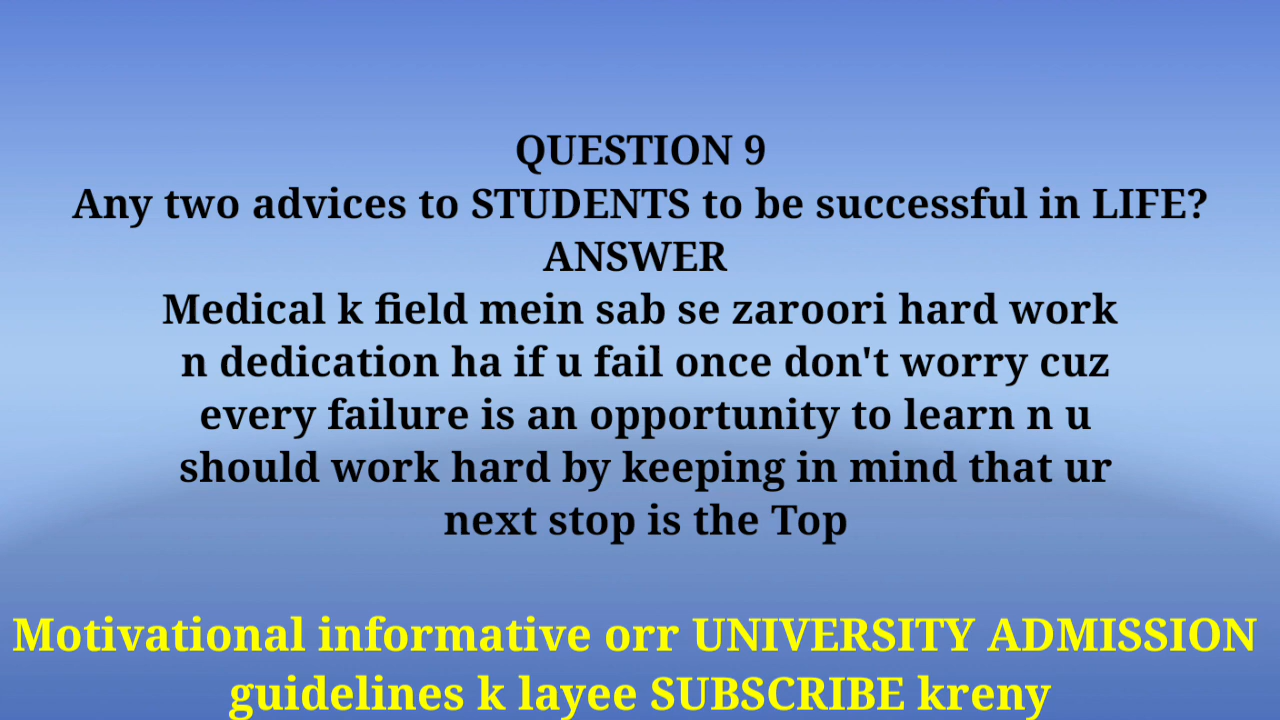 QUESTION 9
Any two advices to STUDENTS to be successful in LIFE?
ANSWER
Medical k field mein sab se zaroori hard work
n dedication ha if u fail once don't worry cuz
every failure is an opportunity to learn n u
should work hard by keeping in mind that ur
next stop is the Top
Motivational informative orr UNIVERSITY ADMISSION
guidelines k layee SUBSCRIBE kreny